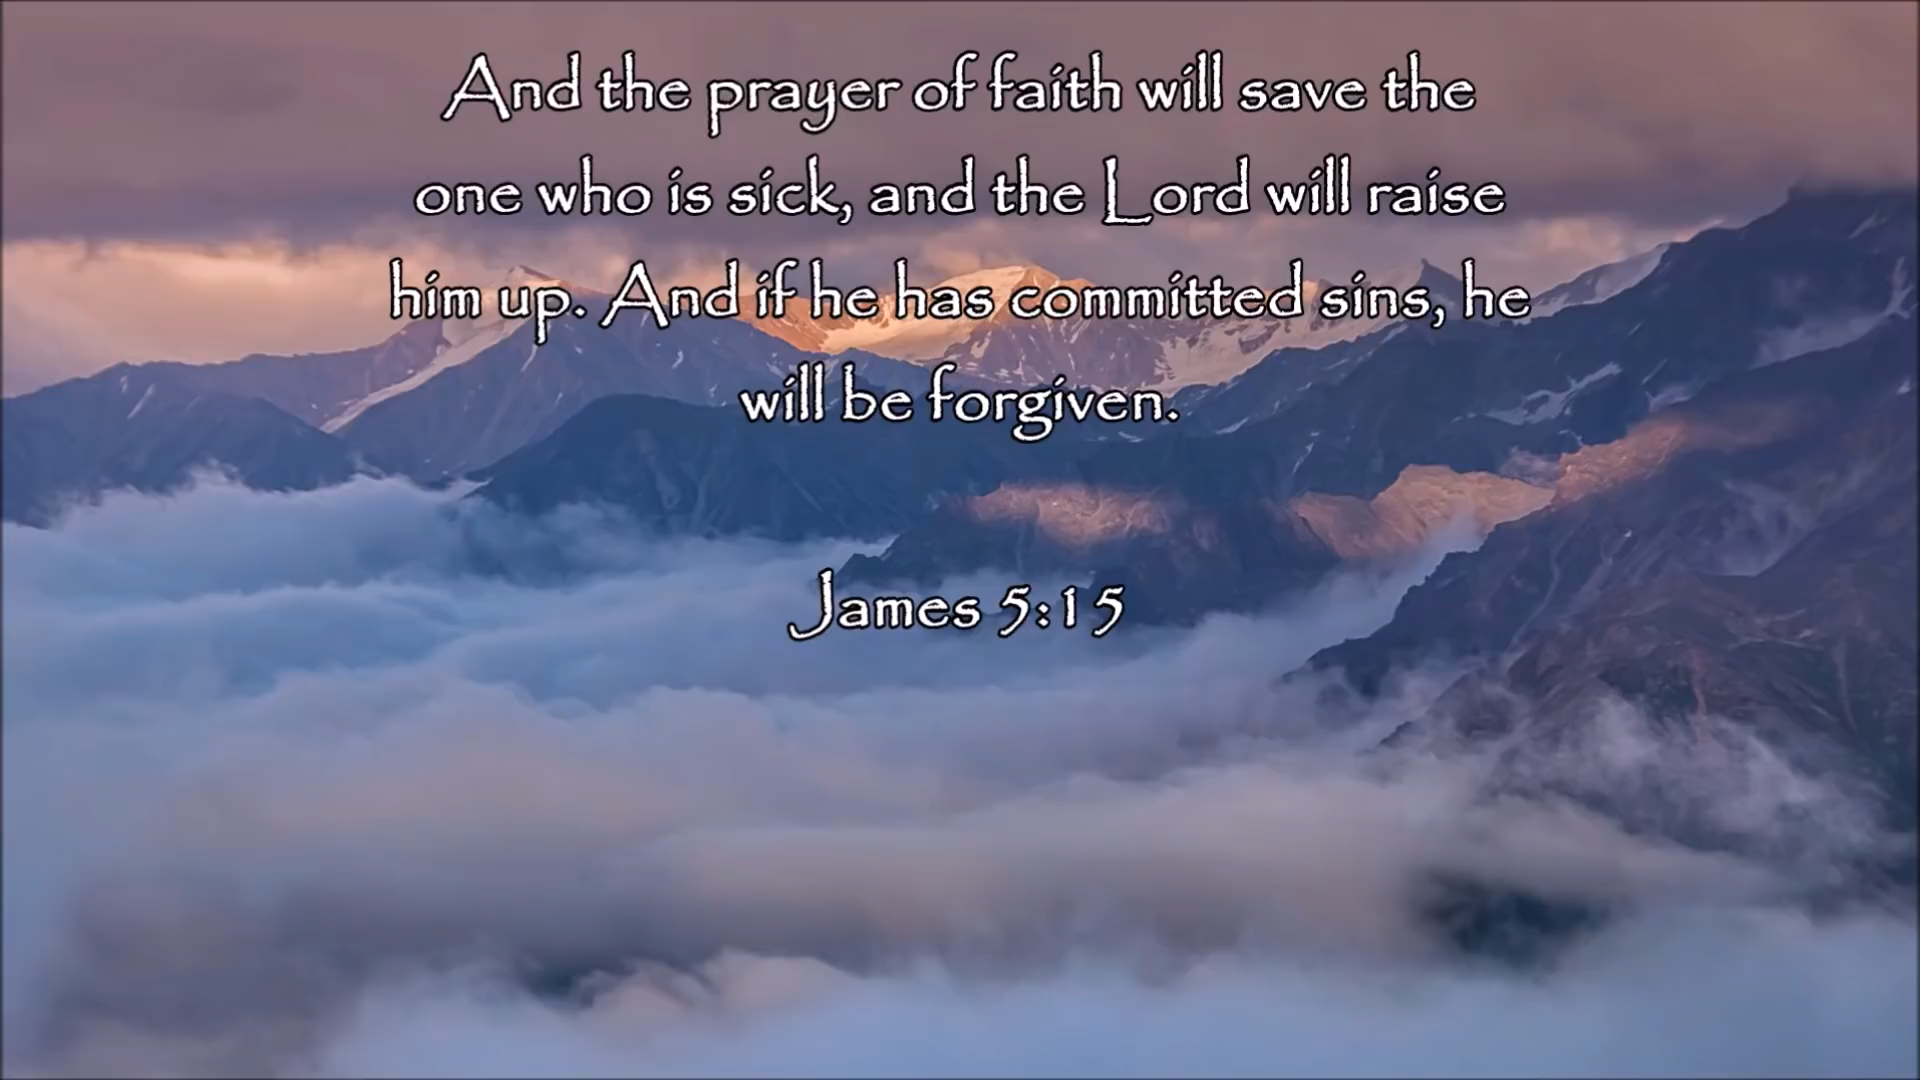 And the prayer of faith will save the
one who is sick, and the Lord will raise
him up. And if he has committed sins, he
will be forgiven.
James 5:15